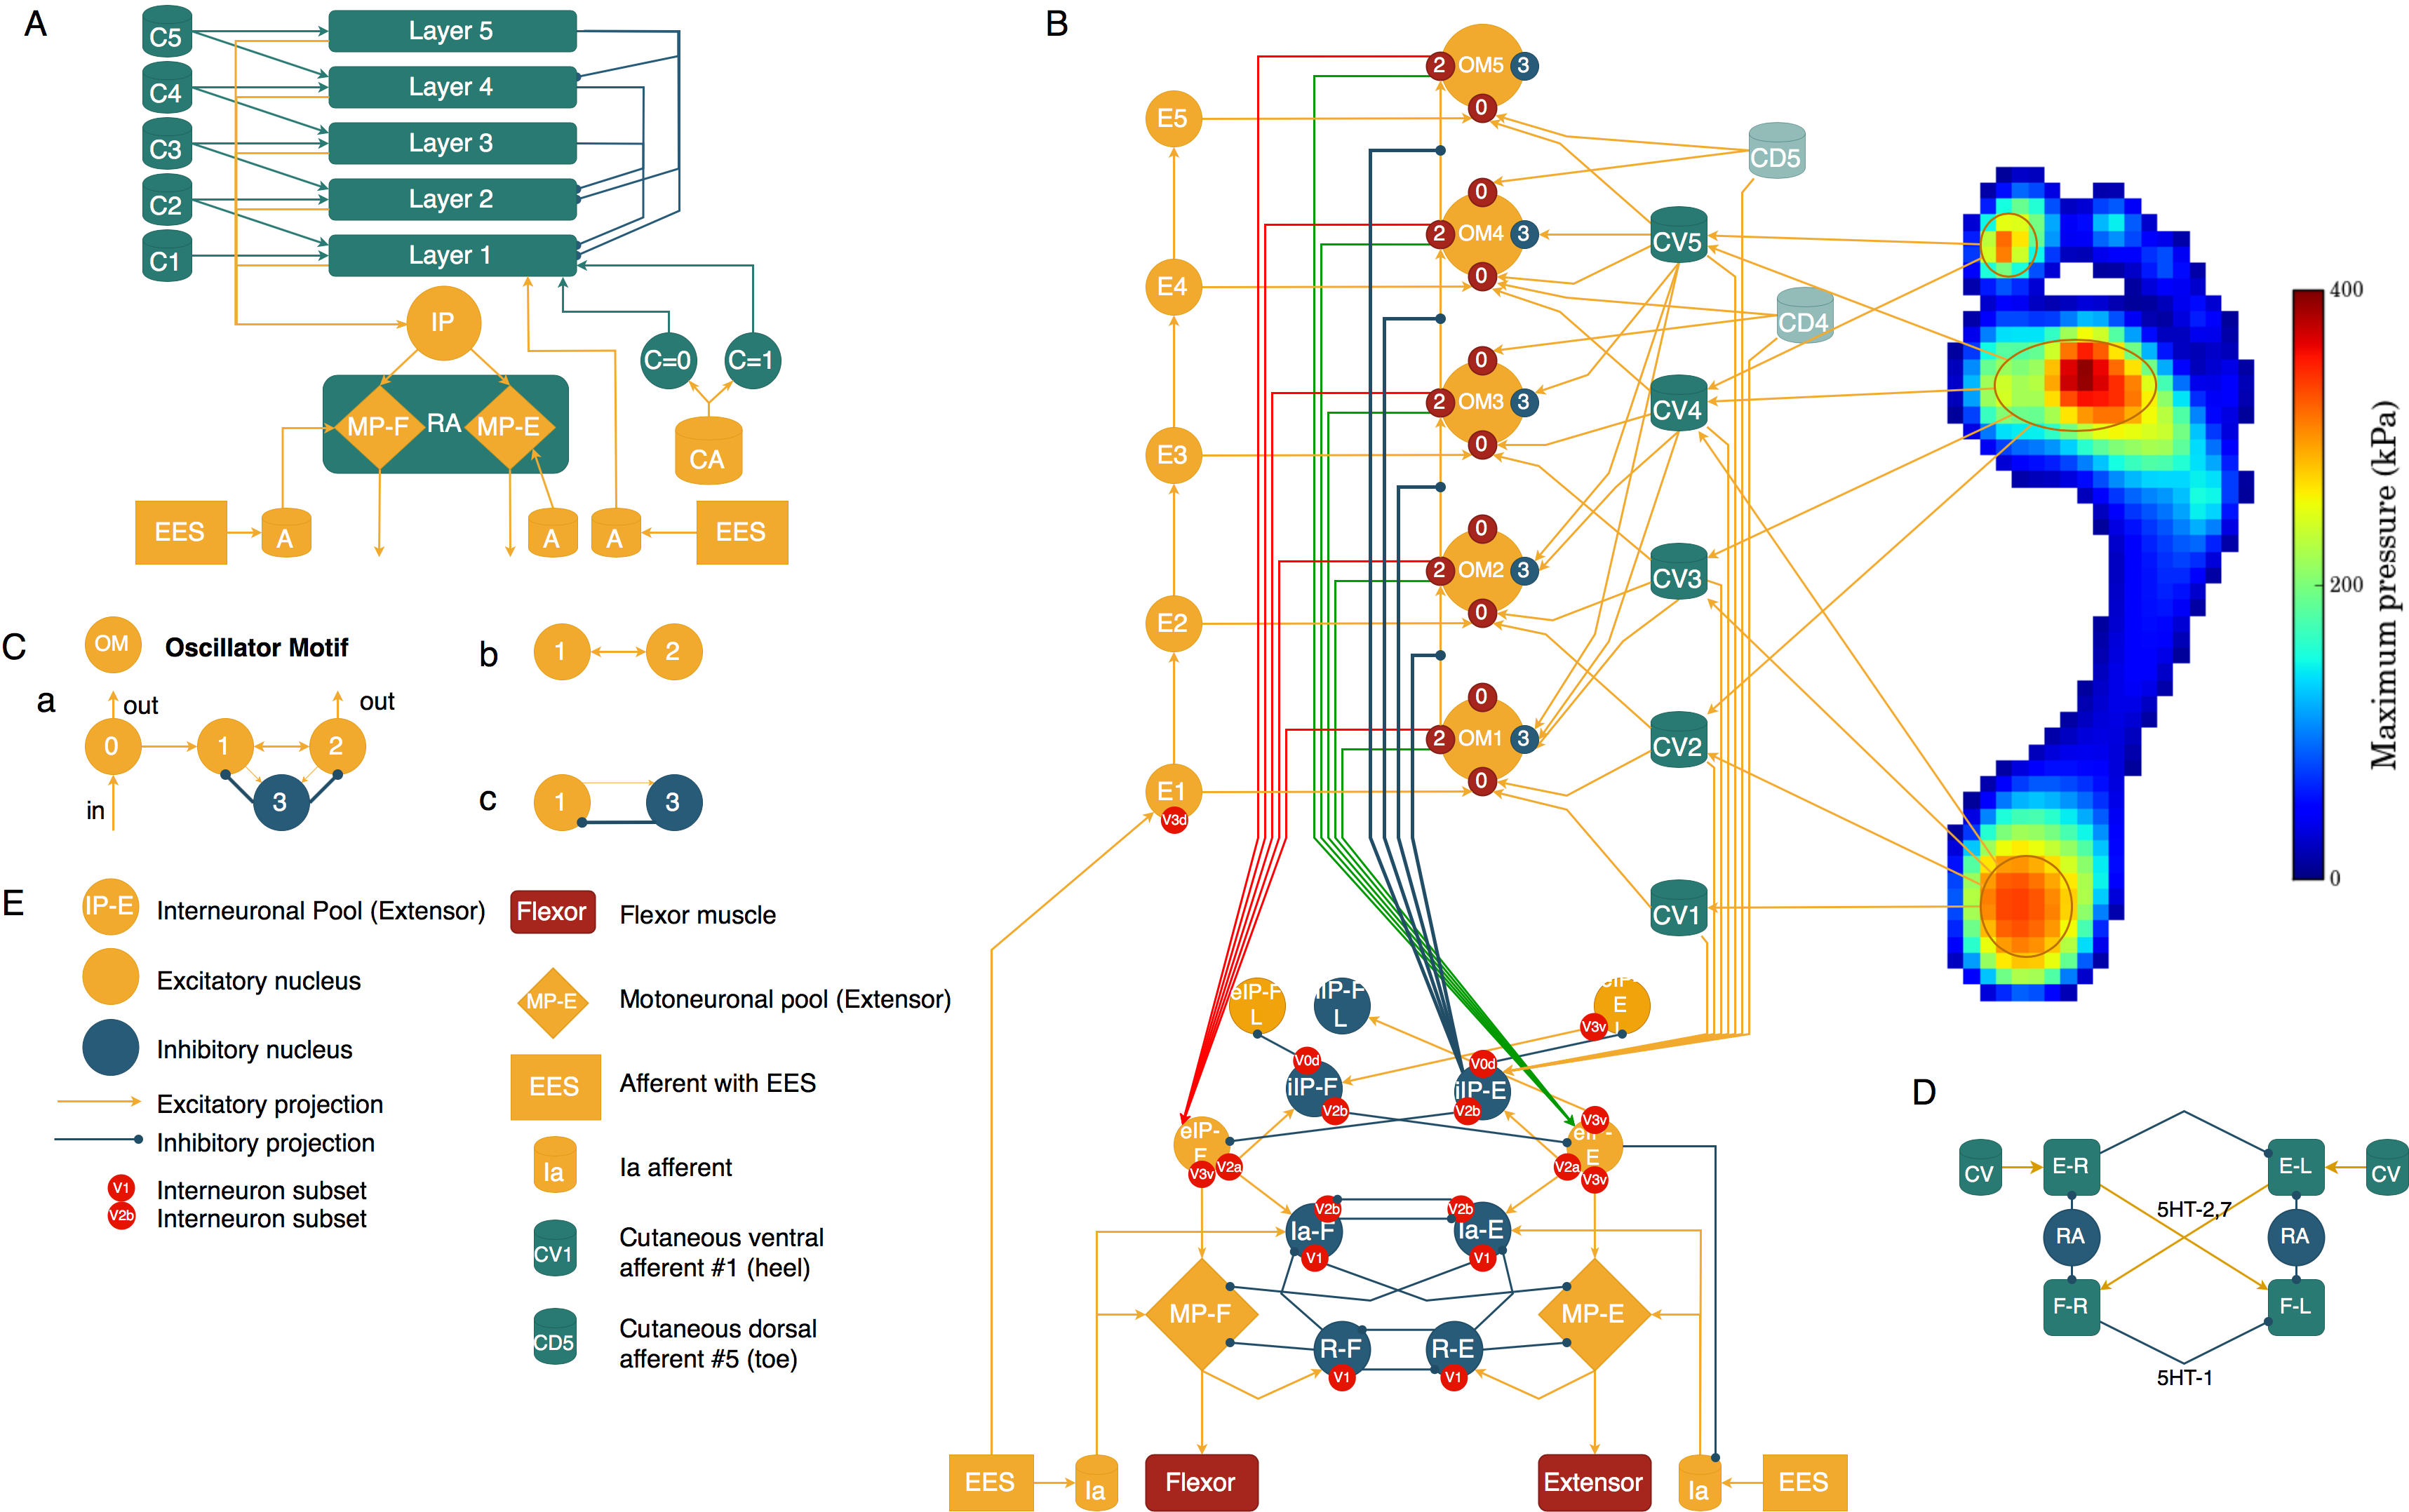 A
C5
Layer 5
C4
Layer 4
C3
Layer 3
C2
Layer 2
C1
Layer 1
IP
C=0
C=1
MP-F
RA
MP-E
CA
EES
A
A
A
EES
B
2
OM5
3
0
E5
CD5
0
2
OM4
3
0
CV5
E4
CD4
0
2
OM3
3
0
CV4
E3
0
2
OM2
3
0
CV3
E2
0
2
OM1
3
0
CV2
E1
V3d
CV1
400
200
0
Maximum pressure (kPa)
eIP-F
L
iIP-F
L
eIP-
E
L
V3v
V0d
iIP-F
V2b
V0d
iIP-E
V2b
eIP-
F
V3v
V2a
V3v
eIP-
E
V2a
V3v
V2b
Ia-F
V1
V2b
Ia-E
V1
MP-F
MP-E
R-F
V1
R-E
V1
EES
Ia
Flexor
Extensor
Ia
EES
C
OM
Oscillator Motif
a
out
out
0
1
2
3
in
b
1
2
c
1
3
D
CV
E-R
E-L
CV
5HT-2,7
RA
RA
F-R
F-L
5HT-1
E
IP-E
Interneuronal Pool (Extensor)
Excitatory nucleus
Inhibitory nucleus
Excitatory projection
Inhibitory projection
V1
Interneuron subset
V2b
Interneuron subset
Flexor
Flexor muscle
MP-E
Motoneuronal pool (Extensor)
EES
Afferent with EES
Ia
Ia afferent
CV1
Cutaneous ventral
afferent #1 (heel)
CD5
Cutaneous dorsal
afferent #5 (toe)